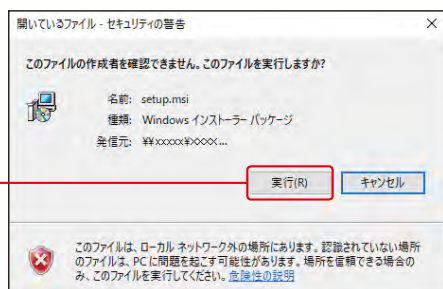 開いているファイル - セキュリティの警告
このファイルの作成者を確認できません。このファイルを実行しますか?
名前: setup.msi
種類: Windows インストーラー パッケージ
発信元: ¥¥xxxxx¥xxxx...
実行(R)
キャンセル
このファイルは、ローカル ネットワーク外の場所にあります。認識されていない場所
のファイルは、PC に問題を起こす可能性があります。場所を信頼できる場合の
み、このファイルを実行してください。危険性の説明